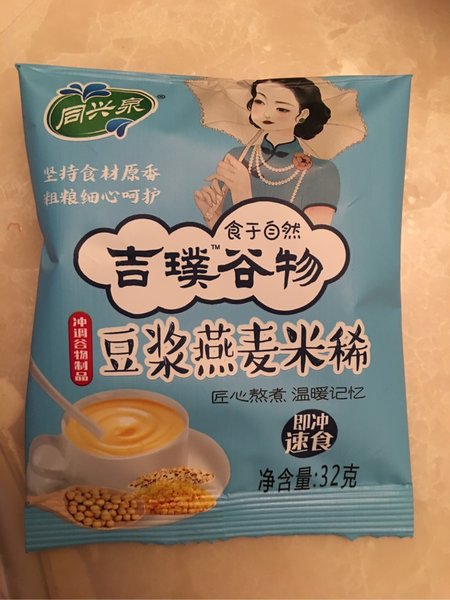 同兴泉®
坚持食材原香
粗粮细心呵护
食于自然
吉璞™谷物
冲调谷物制品
豆浆燕麦米稀
匠心熬煮 温暖记忆
即冲
速食
净含量:32克